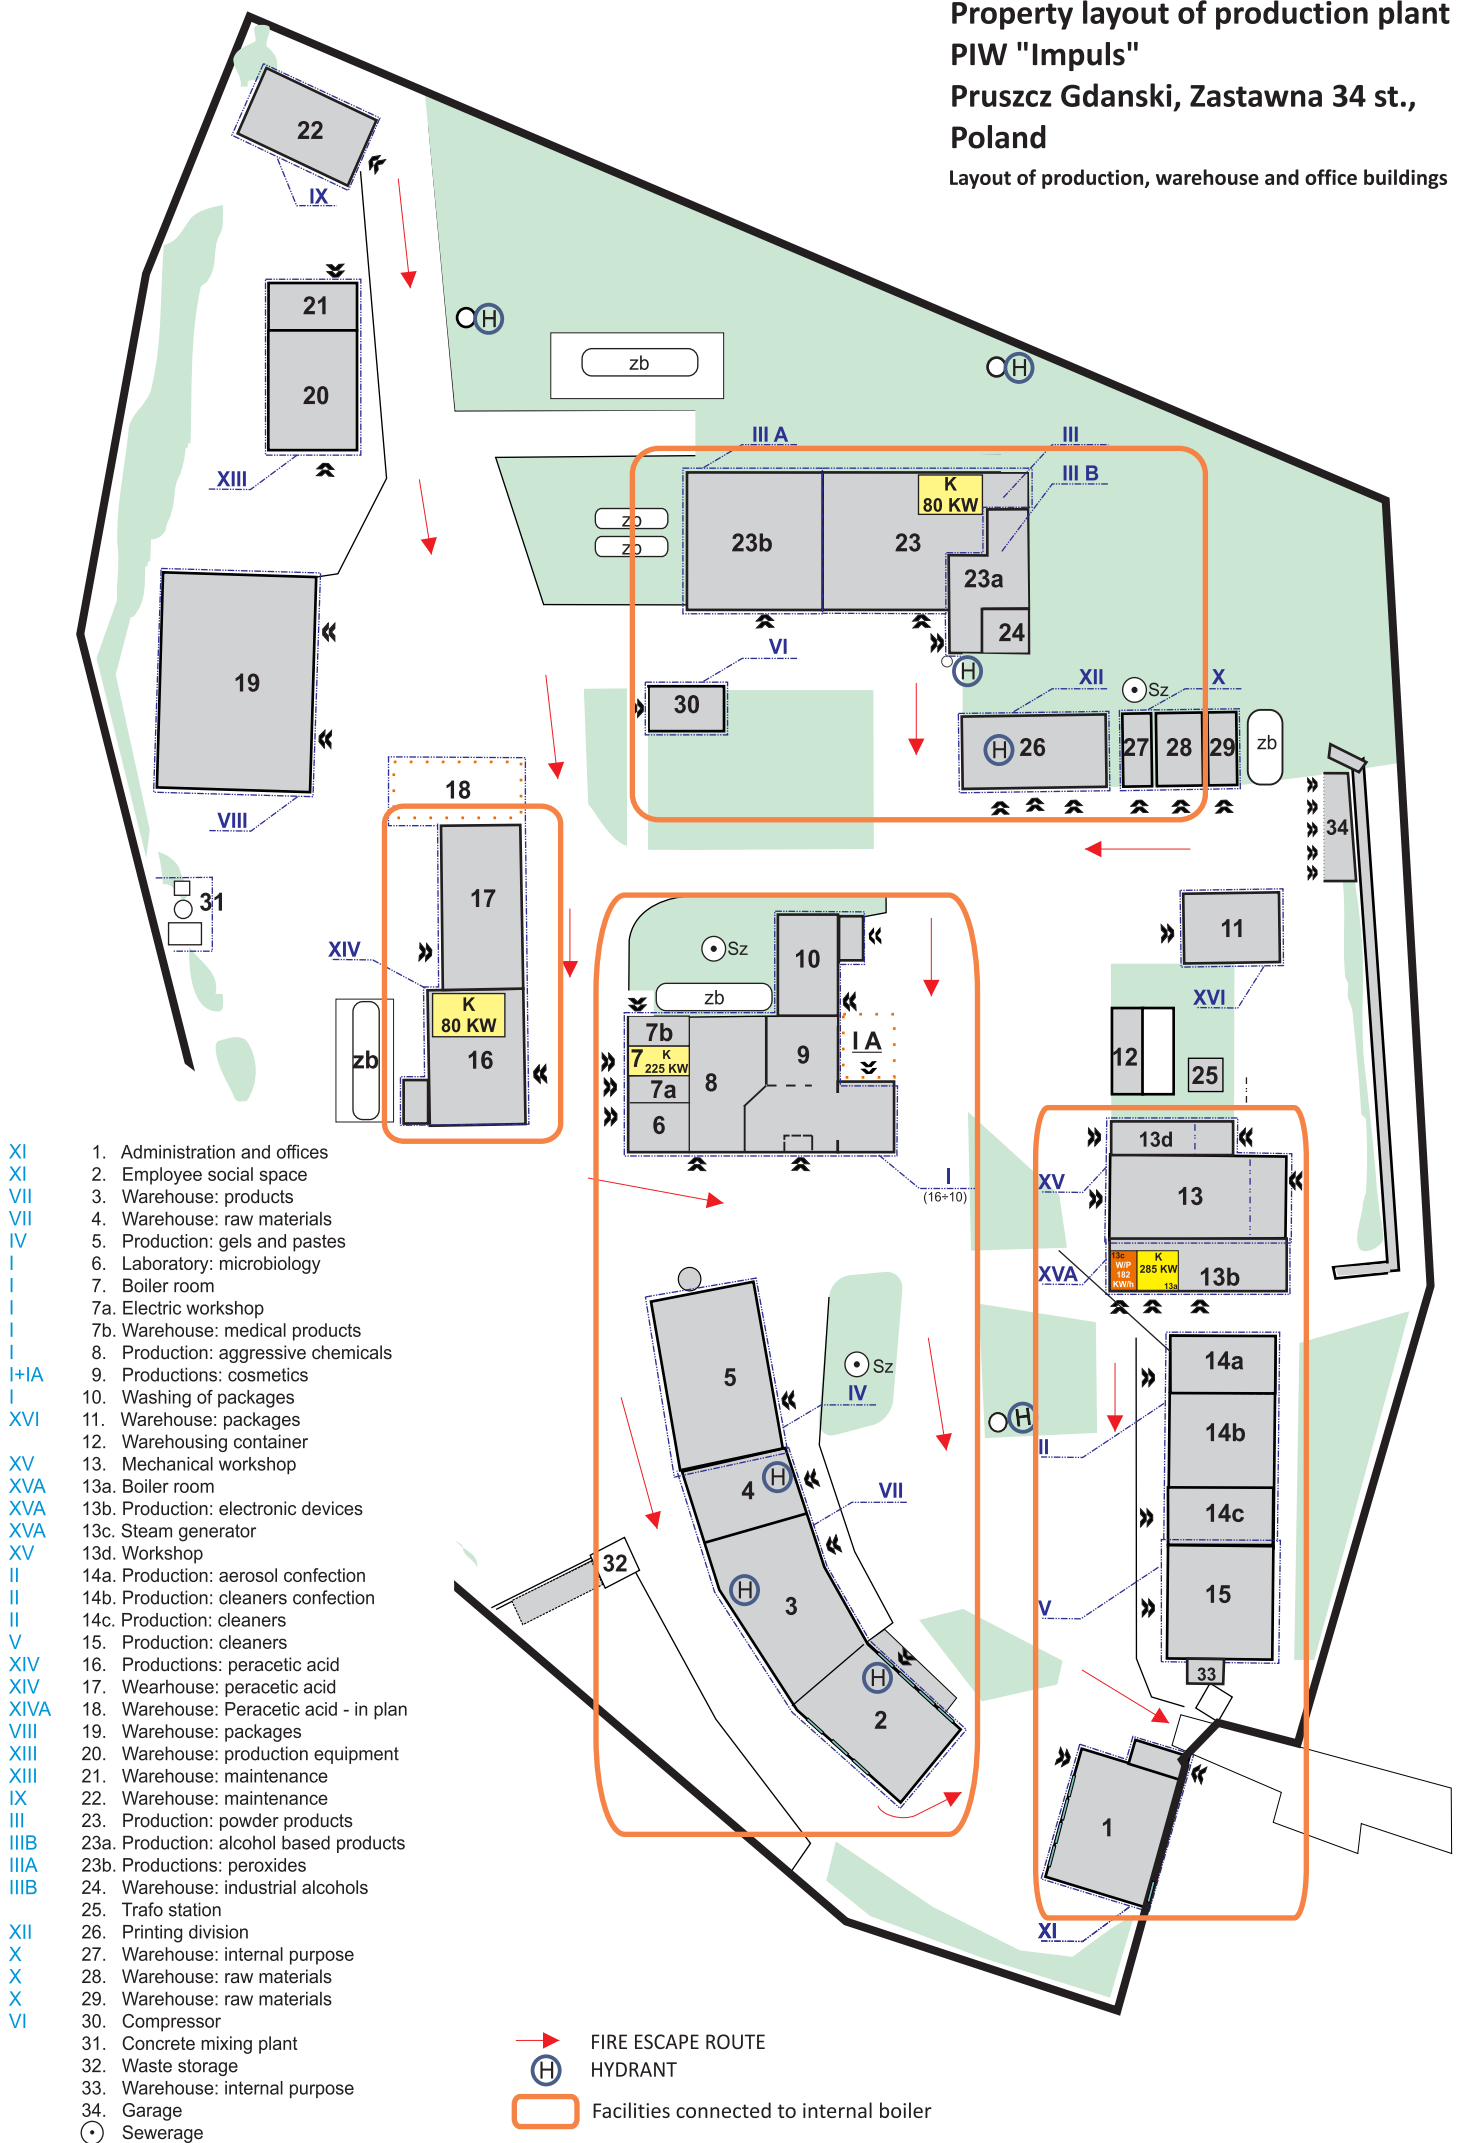 Property layout of production plant
PIW "Impuls"
Pruszcz Gdanski, Zastawna 34 st.,
Poland
Layout of production, warehouse and office buildings
22
IX
21
20
XIII
H
zb
H
III A
III
III B
K
80 KW
zb
zb
23b
23
23a
24
H
VI
30
XII
Sz
X
H 26
27
28
29
zb
19
VIII
18
34
31
17
XIV
K
80 KW
zb
16
Sz
10
zb
11
XVI
7b
7 K
225 KW
7a
6
8
9
I A
I
(16÷10)
12
25
13d
XV
13
XVA
13c
W/P
182
KW/h
K
285 KW
13a
13b
5
Sz
IV
H
II
14a
14b
14c
4
H
VII
32
H
3
V
15
33
H
2
1
XI
XI 1. Administration and offices
XI 2. Employee social space
VII 3. Warehouse: products
VII 4. Warehouse: raw materials
IV 5. Production: gels and pastes
I 6. Laboratory: microbiology
I 7. Boiler room
I 7a. Electric workshop
I 7b. Warehouse: medical products
I 8. Production: aggressive chemicals
I+IA 9. Productions: cosmetics
I 10. Washing of packages
XVI 11. Warehouse: packages
12. Warehousing container
XV 13. Mechanical workshop
XVA 13a. Boiler room
XVA 13b. Production: electronic devices
XVA 13c. Steam generator
XV 13d. Workshop
II 14a. Production: aerosol confection
II 14b. Production: cleaners confection
II 14c. Production: cleaners
V 15. Production: cleaners
XIV 16. Productions: peracetic acid
XIV 17. Wearhouse: peracetic acid
XIVA 18. Warehouse: Peracetic acid - in plan
VIII 19. Warehouse: packages
XIII 20. Warehouse: production equipment
XIII 21. Warehouse: maintenance
IX 22. Warehouse: maintenance
III 23. Production: powder products
IIIB 23a. Production: alcohol based products
IIIA 23b. Productions: peroxides
IIIB 24. Warehouse: industrial alcohols
25. Trafo station
XII 26. Printing division
X 27. Warehouse: internal purpose
X 28. Warehouse: raw materials
X 29. Warehouse: raw materials
VI 30. Compressor
31. Concrete mixing plant
32. Waste storage
33. Warehouse: internal purpose
34. Garage
Sewerage
FIRE ESCAPE ROUTE
H HYDRANT
Facilities connected to internal boiler